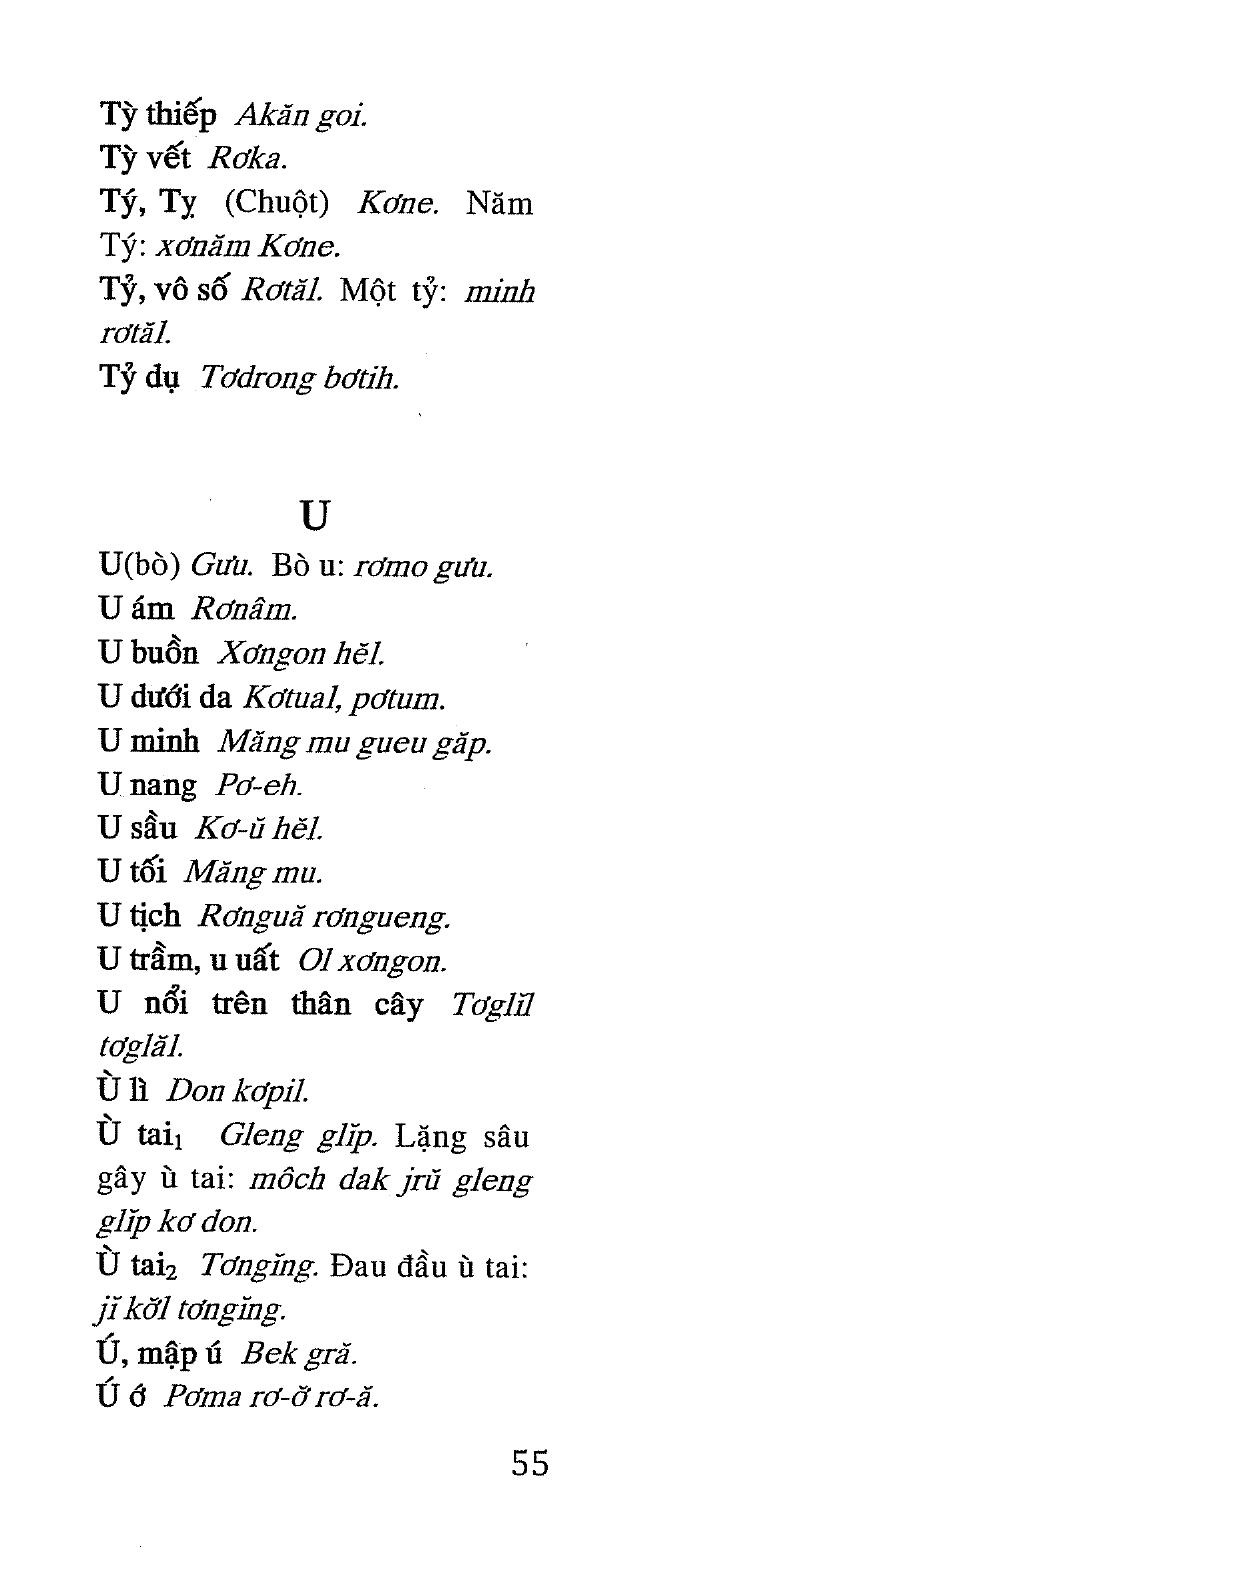 Tỳ thiếp Akăn goi.
Tỳ vết Rơka.
Tý, Tỵ (Chuột) Kơne. Năm
Tý: xơnăm Kơne.
Tỷ, vô số Rơtăl. Một tỷ: minh
rơtăl.
Tỷ dụ Tơdrong bơtih.
U
U(bò) Gưu. Bò u: rơmo gưu.
U ám Rơnâm.
U buồn Xơngon hĕl.
U dưới da Kơtual, pơtum.
U minh Măng mu gueu găp.
U nang Pơ-eh.
U sầu Kơ-ŭ hĕl.
U tối Măng mu.
U tịch Rơnguă rơngueng.
U trầm, u uất Ol xơngon.
U nổi trên thân cây Tơglĭl
tơglăl.
Ù lì Don kơpil.
Ù tai₁ Gleng glĭp. Lặng sâu
gây ù tai: môch dak jrŭ gleng
glĭp kơ don.
Ù tai₂ Tơngĭng. Đau đầu ù tai:
jĭ kơ̆l tơngĭng.
Ú, mập ú Bek gră.
Ú ớ Pơma rơ-ơ̆ rơ-ă.
55